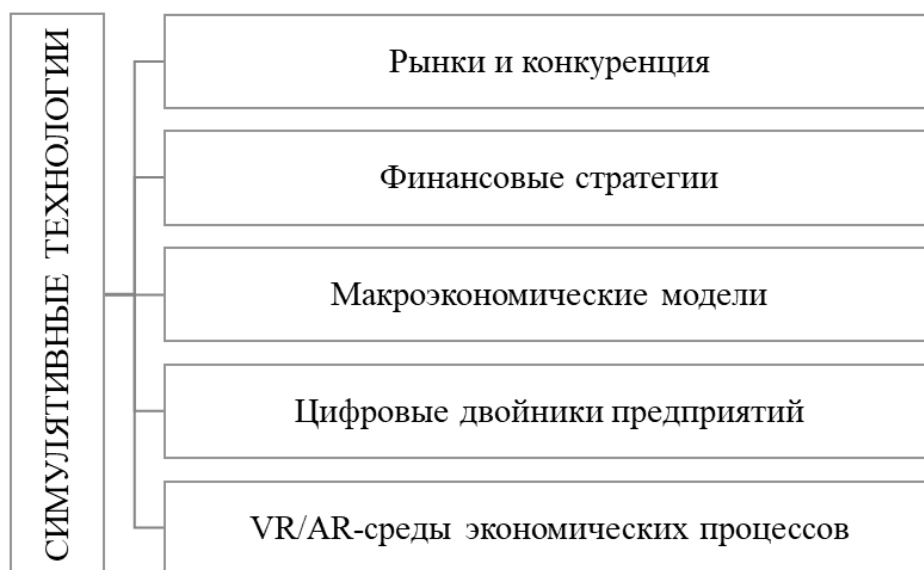 СИМУЛЯТИВНЫЕ ТЕХНОЛОГИИ
Рынки и конкуренция
Финансовые стратегии
Макроэкономические модели
Цифровые двойники предприятий
VR/AR-среды экономических процессов